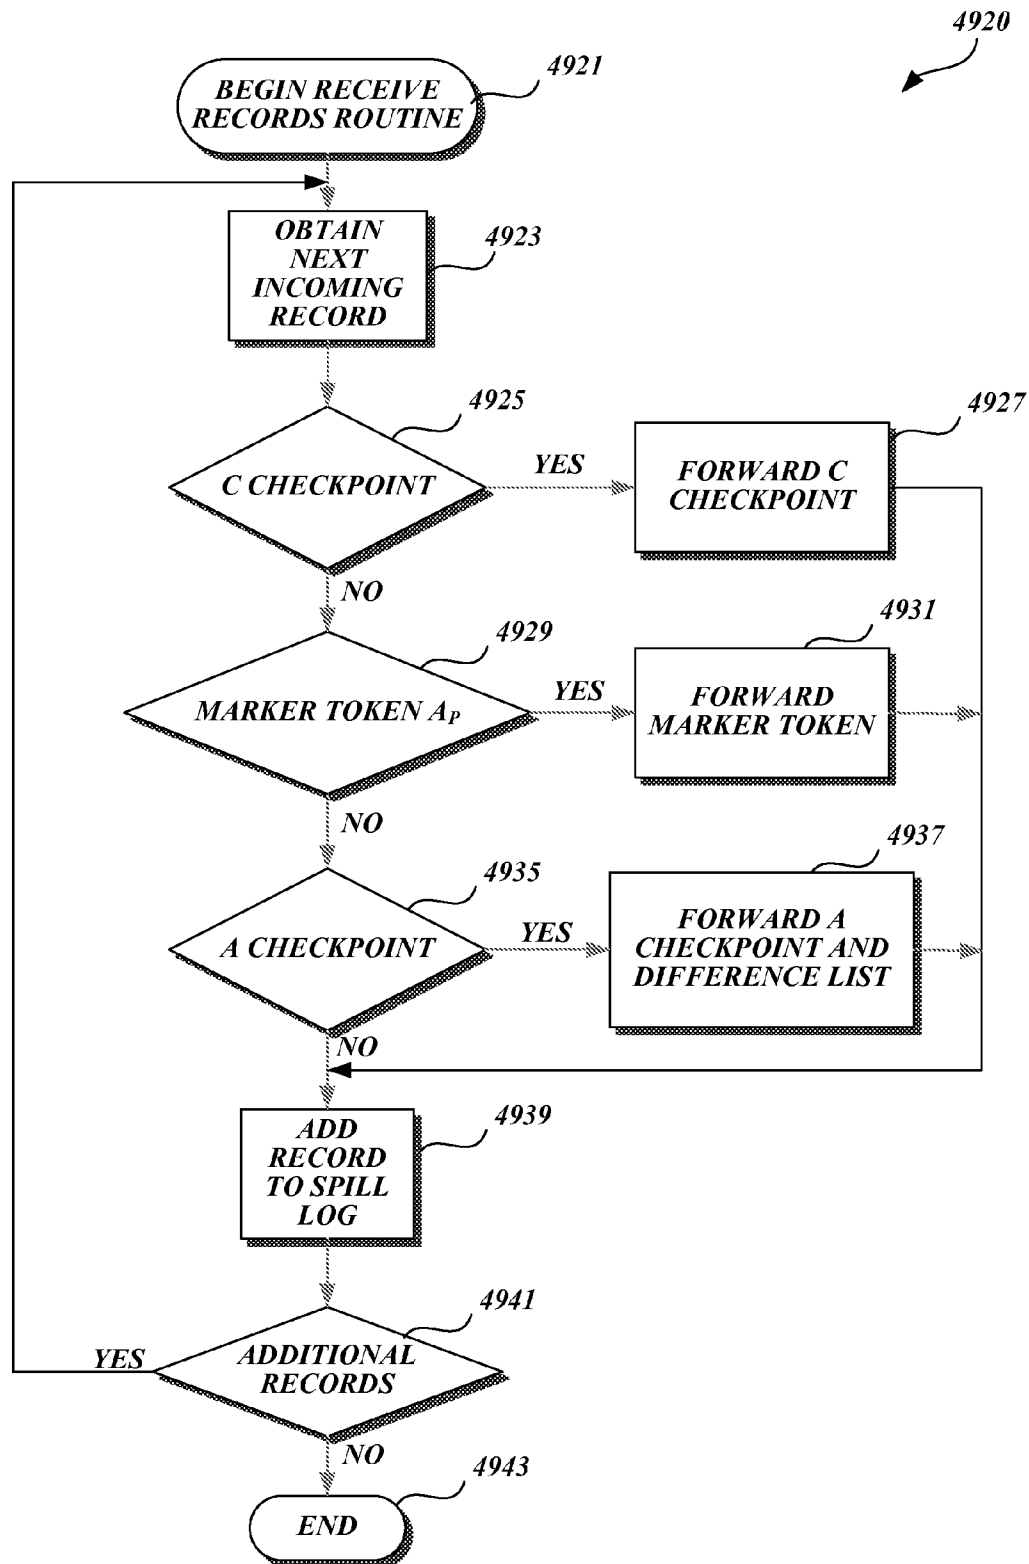 4920
4921
BEGIN RECEIVE
RECORDS ROUTINE
OBTAIN
NEXT
INCOMING
RECORD
4923
4925
C CHECKPOINT
YES
4927
FORWARD C
CHECKPOINT
NO
4929
MARKER TOKEN AP
YES
4931
FORWARD
MARKER TOKEN
NO
4935
A CHECKPOINT
YES
4937
FORWARD A
CHECKPOINT AND
DIFFERENCE LIST
NO
4939
ADD
RECORD
TO SPILL
LOG
4941
ADDITIONAL
RECORDS
YES
NO
4943
END